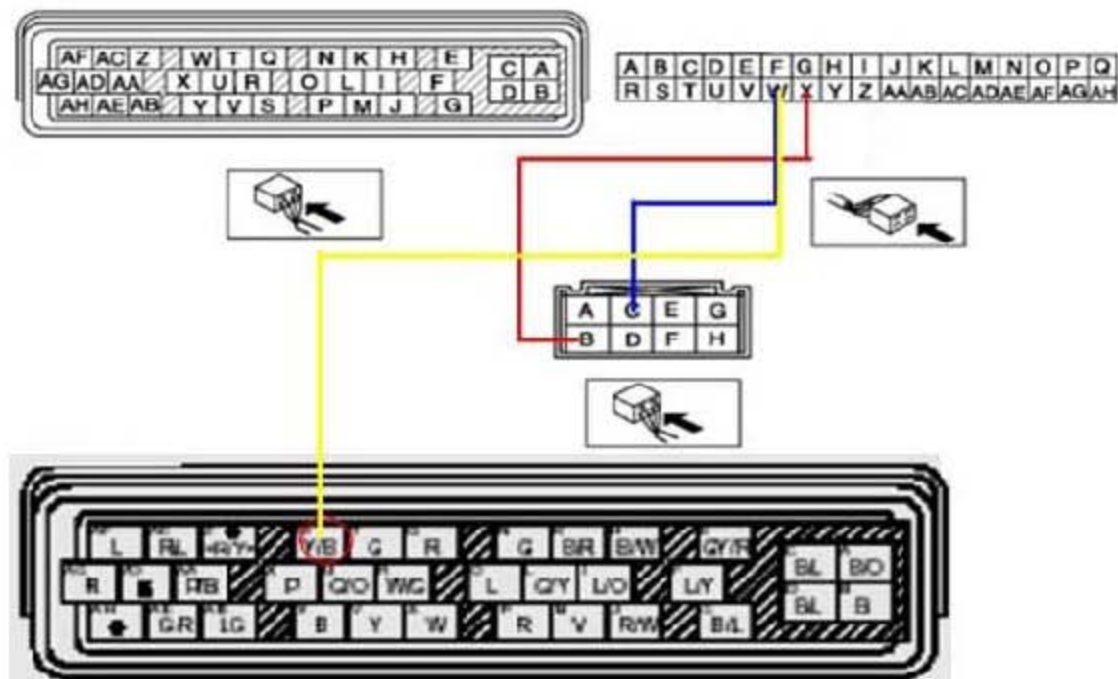 AF AC Z W T Q N K H E
AG AD AA X U R O L I F
AH AE AB Y V S P M J G
C A
D B
A B C D E F G H I J K L M N O P Q
R S T U V W X Y Z AA AB AC AD AE AF AG AH
A C E G
B D F H
L R/L Y/B G R G B/R B/W GY/R
R P L L/Y
G/R LG B Y W R V R/W B/L
B/L B/O
B/L B